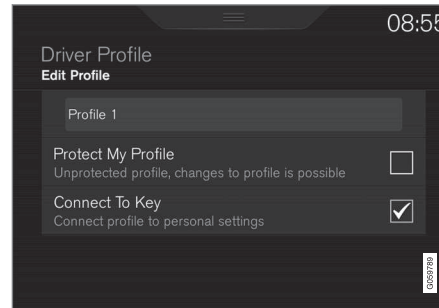 08:55
Driver Profile
Edit Profile
Profile 1
Protect My Profile
Unprotected profile, changes to profile is possible
Connect To Key
Connect profile to personal settings
G059789